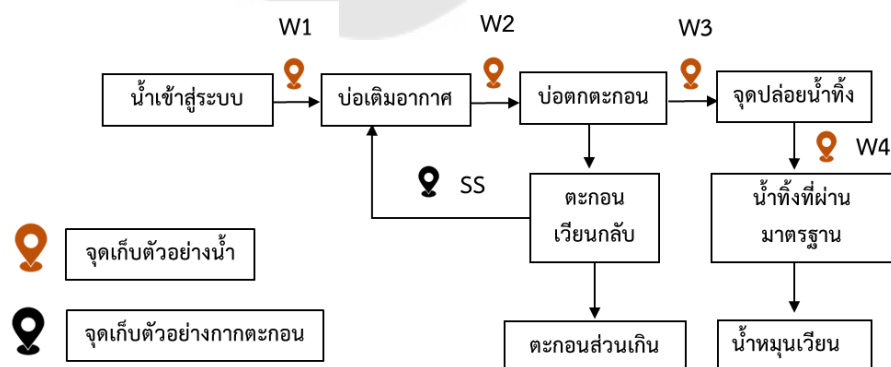 W1
W2
W3
น้ำเข้าสู่ระบบ
บ่อเติมอากาศ
บ่อตกตะกอน
จุดปล่อยน้ำทิ้ง
W4
SS
ตะกอน
เวียนกลับ
น้ำทิ้งที่ผ่าน
มาตรฐาน
จุดเก็บตัวอย่างน้ำ
จุดเก็บตัวอย่างกากตะกอน
ตะกอนส่วนเกิน
น้ำหมุนเวียน